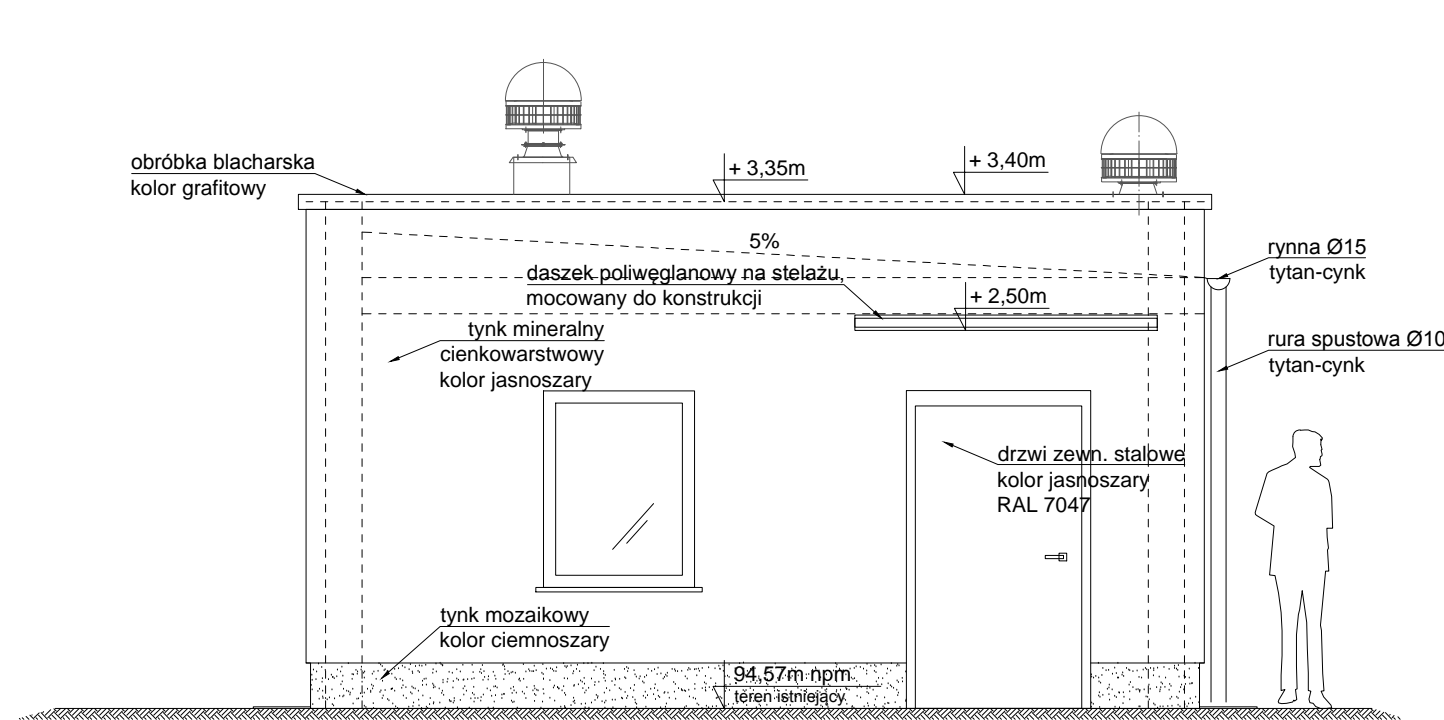 obróbka blacharska
kolor grafitowy
+ 3,35m
+ 3,40m
5%
rynna Ø15
tytan-cynk
daszek poliwęglanowy na stelażu,
mocowany do konstrukcji
+ 2,50m
tynk mineralny
cienkowarstwowy
kolor jasnoszary
rura spustowa Ø10
tytan-cynk
drzwi zewn. stalowe
kolor jasnoszary
RAL 7047
tynk mozaikowy
kolor ciemnoszary
94,57m npm
teren istniejący